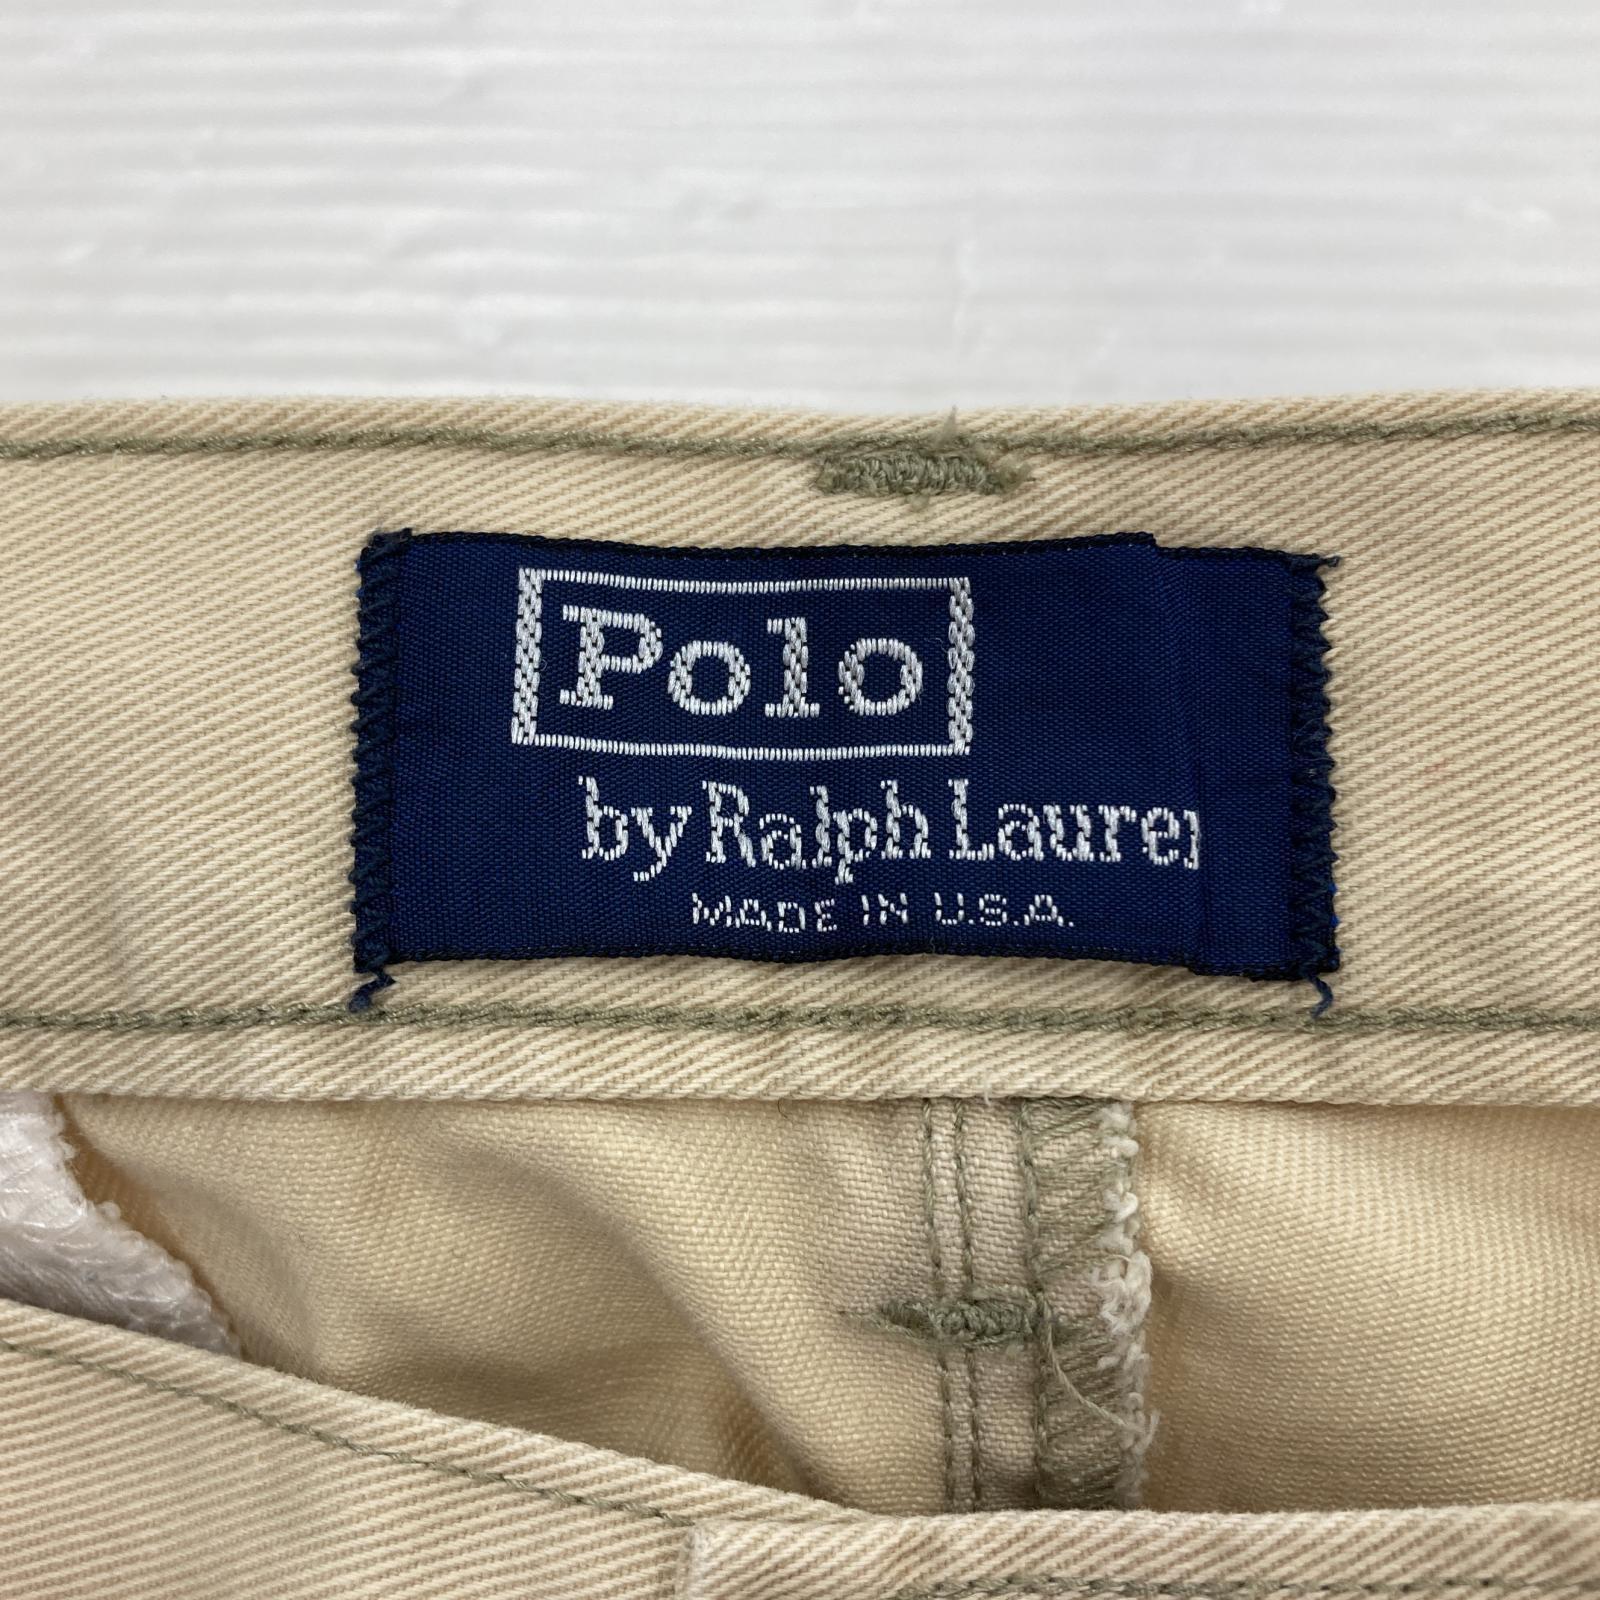 Polo
by Ralph Lauren
MADE IN U.S.A.